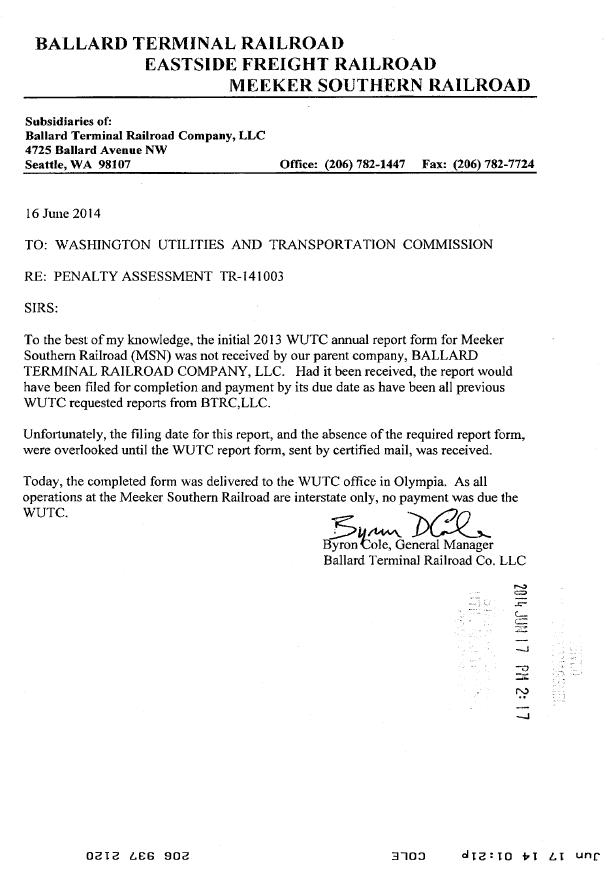 BALLARD TERMINAL RAILROAD
EASTSIDE FREIGHT RAILROAD
MEEKER SOUTHERN RAILROAD
Subsidiaries of:
Ballard Terminal Railroad Company, LLC
4725 Ballard Avenue NW
Seattle, WA 98107 Office: (206) 782-1447 Fax: (206) 782-7724
16 June 2014
TO: WASHINGTON UTILITIES AND TRANSPORTATION COMMISSION
RE: PENALTY ASSESSMENT TR-141003
SIRS:
To the best of my knowledge, the initial 2013 WUTC annual report form for Meeker
Southern Railroad (MSN) was not received by our parent company, BALLARD
TERMINAL RAILROAD COMPANY, LLC. Had it been received, the report would
have been filed for completion and payment by its due date as have been all previous
WUTC requested reports from BTRC,LLC.
Unfortunately, the filing date for this report, and the absence of the required report form,
were overlooked until the WUTC report form, sent by certified mail, was received.
Today, the completed form was delivered to the WUTC office in Olympia. As all
operations at the Meeker Southern Railroad are interstate only, no payment was due the
WUTC.
Byron D Cole
Byron Cole, General Manager
Ballard Terminal Railroad Co. LLC
2014 JUN 17 PM 2:17
Jun 17 14 01:21p COLE 206 937 2120